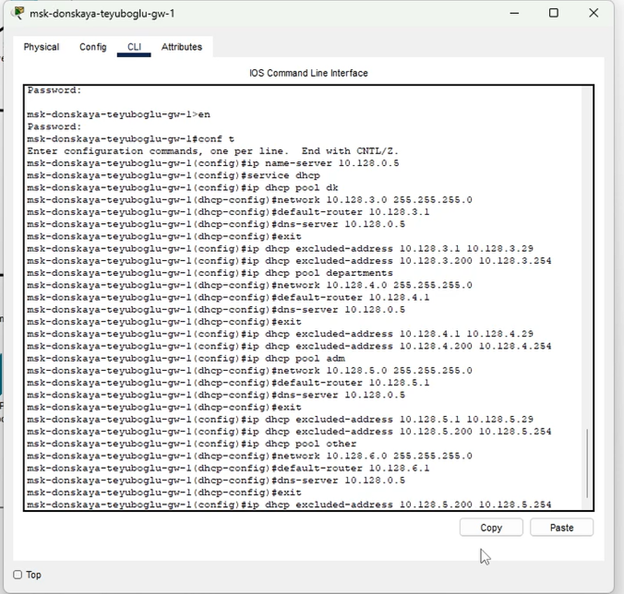 msk-donskaya-teyuboglu-gw-1
Physical Config CLI Attributes
IOS Command Line Interface
Password:
msk-donskaya-teyuboglu-gw-1>en
Password:
msk-donskaya-teyuboglu-gw-1#conf t
Enter configuration commands, one per line. End with CNTL/Z.
msk-donskaya-teyuboglu-gw-1(config)#ip name-server 10.128.0.5
msk-donskaya-teyuboglu-gw-1(config)#service dhcp
msk-donskaya-teyuboglu-gw-1(config)#ip dhcp pool dk
msk-donskaya-teyuboglu-gw-1(dhcp-config)#network 10.128.3.0 255.255.255.0
msk-donskaya-teyuboglu-gw-1(dhcp-config)#default-router 10.128.3.1
msk-donskaya-teyuboglu-gw-1(dhcp-config)#dns-server 10.128.0.5
msk-donskaya-teyuboglu-gw-1(dhcp-config)#exit
msk-donskaya-teyuboglu-gw-1(config)#ip dhcp excluded-address 10.128.3.1 10.128.3.29
msk-donskaya-teyuboglu-gw-1(config)#ip dhcp excluded-address 10.128.3.200 10.128.3.254
msk-donskaya-teyuboglu-gw-1(config)#ip dhcp pool departments
msk-donskaya-teyuboglu-gw-1(dhcp-config)#network 10.128.4.0 255.255.255.0
msk-donskaya-teyuboglu-gw-1(dhcp-config)#default-router 10.128.4.1
msk-donskaya-teyuboglu-gw-1(dhcp-config)#dns-server 10.128.0.5
msk-donskaya-teyuboglu-gw-1(dhcp-config)#exit
msk-donskaya-teyuboglu-gw-1(config)#ip dhcp excluded-address 10.128.4.1 10.128.4.29
msk-donskaya-teyuboglu-gw-1(config)#ip dhcp excluded-address 10.128.4.200 10.128.4.254
msk-donskaya-teyuboglu-gw-1(config)#ip dhcp pool adm
msk-donskaya-teyuboglu-gw-1(dhcp-config)#network 10.128.5.0 255.255.255.0
msk-donskaya-teyuboglu-gw-1(dhcp-config)#default-router 10.128.5.1
msk-donskaya-teyuboglu-gw-1(dhcp-config)#dns-server 10.128.0.5
msk-donskaya-teyuboglu-gw-1(dhcp-config)#exit
msk-donskaya-teyuboglu-gw-1(config)#ip dhcp excluded-address 10.128.5.1 10.128.5.29
msk-donskaya-teyuboglu-gw-1(config)#ip dhcp excluded-address 10.128.5.200 10.128.5.254
msk-donskaya-teyuboglu-gw-1(config)#ip dhcp pool other
msk-donskaya-teyuboglu-gw-1(dhcp-config)#network 10.128.6.0 255.255.255.0
msk-donskaya-teyuboglu-gw-1(dhcp-config)#default-router 10.128.6.1
msk-donskaya-teyuboglu-gw-1(dhcp-config)#dns-server 10.128.0.5
msk-donskaya-teyuboglu-gw-1(dhcp-config)#exit
msk-donskaya-teyuboglu-gw-1(config)#ip dhcp excluded-address 10.128.5.200 10.128.5.254
Copy Paste
Top